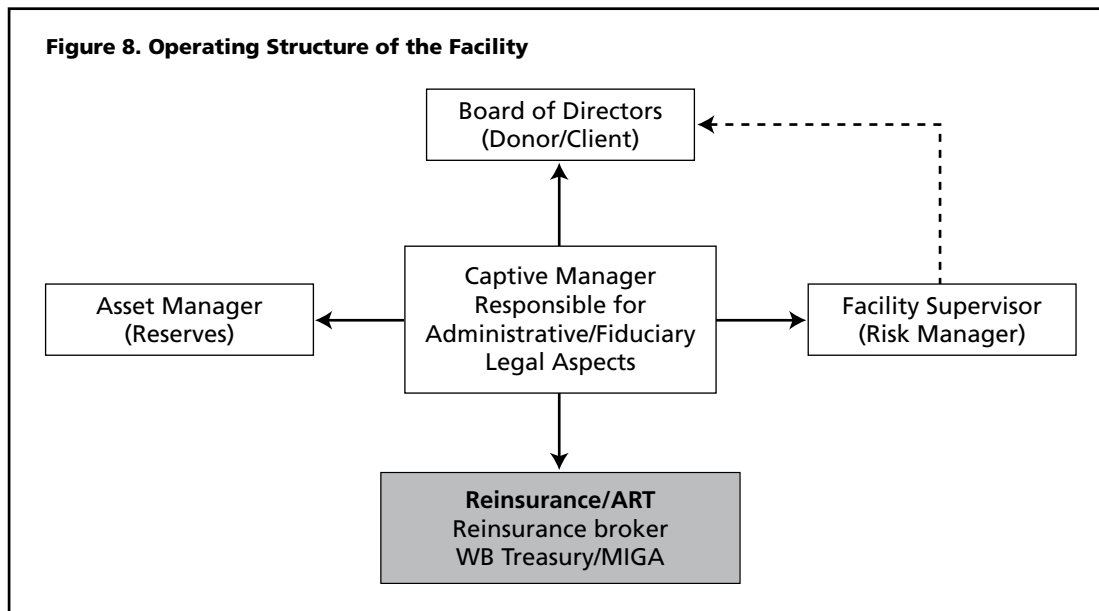 Figure 8. Operating Structure of the Facility
Board of Directors
(Donor/Client)
Asset Manager
(Reserves)
Captive Manager
Responsible for
Administrative/Fiduciary
Legal Aspects
Facility Supervisor
(Risk Manager)
Reinsurance/ART
Reinsurance broker
WB Treasury/MIGA